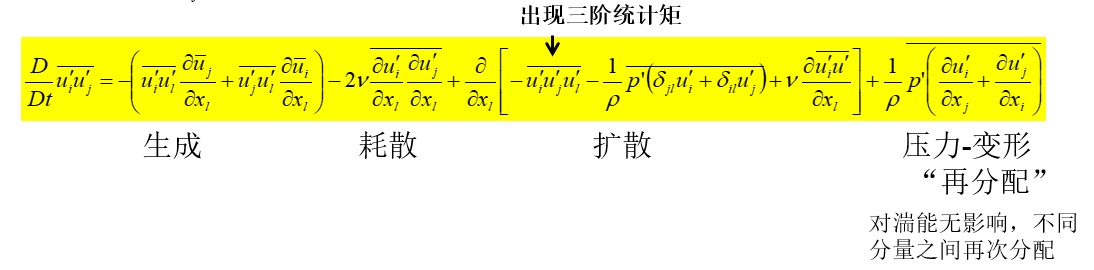 出现三阶统计矩
$\frac{D}{Dt}\overline{u_i'u_j'} = -\left(\overline{u_i'u_l'}\frac{\partial \bar{u}_j}{\partial x_l} + \overline{u_j'u_l'}\frac{\partial \bar{u}_i}{\partial x_l}\right) - 2\nu\overline{\frac{\partial u_i'}{\partial x_l}\frac{\partial u_j'}{\partial x_l}} + \frac{\partial}{\partial x_l}\left[-\overline{u_i'u_j'u_l'} - \frac{1}{\rho}\overline{p'(\delta_{jl}u_i' + \delta_{il}u_j')} + \nu\frac{\partial \overline{u_i'u'}}{\partial x_l}\right] + \frac{1}{\rho}\overline{p'\left(\frac{\partial u_i'}{\partial x_j} + \frac{\partial u_j'}{\partial x_i}\right)}$
生成 耗散 扩散 压力-变形
“再分配”
对湍能无影响，不同
分量之间再次分配